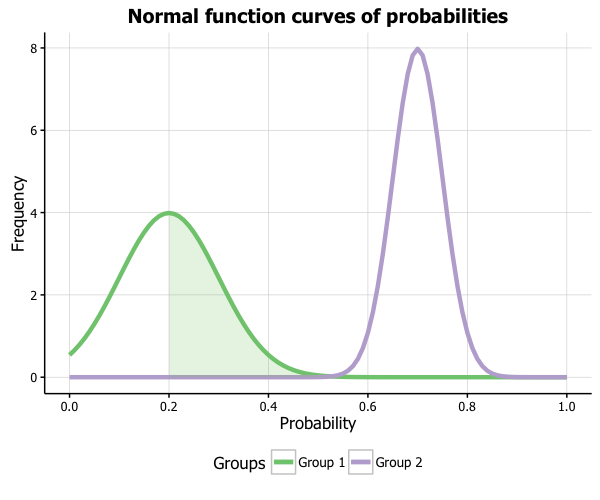 Normal function curves of probabilities
Frequency
8
6
4
2
0
0.0 0.2 0.4 0.6 0.8 1.0
Probability
Groups Group 1 Group 2